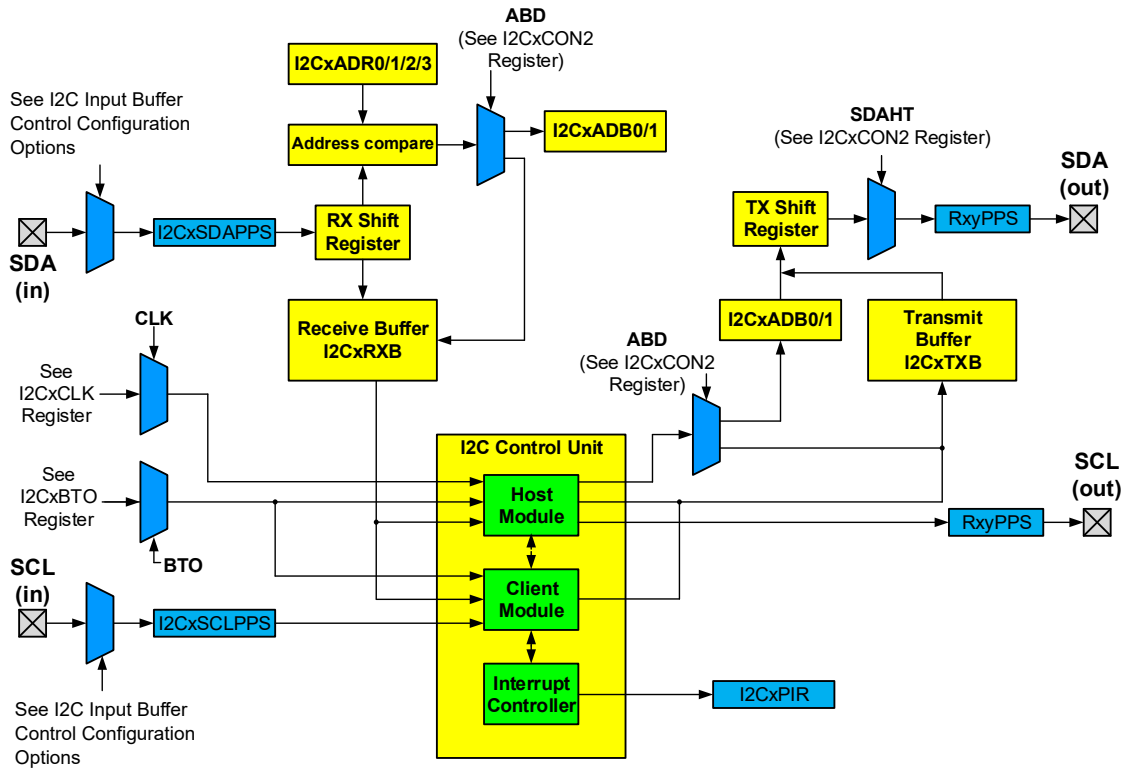 ABD
(See I2CxCON2
Register)
I2CxADR0/1/2/3
See I2C Input Buffer
Control Configuration
Options
Address compare
I2CxADB0/1
SDAHT
(See I2CxCON2 Register)
SDA
(out)
TX Shift
Register
RxyPPS
SDA
(in)
I2CxSDAPPS
RX Shift
Register
Receive Buffer
I2CxRXB
I2CxADB0/1
Transmit
Buffer
I2CxTXB
CLK
See
I2CxCLK
Register
ABD
(See I2CxCON2
Register)
I2C Control Unit
See
I2CxBTO
Register
BTO
Host
Module
SCL
(out)
RxyPPS
SCL
(in)
I2CxSCLPPS
Client
Module
Interrupt
Controller
I2CxPIR
See I2C Input Buffer
Control Configuration
Options